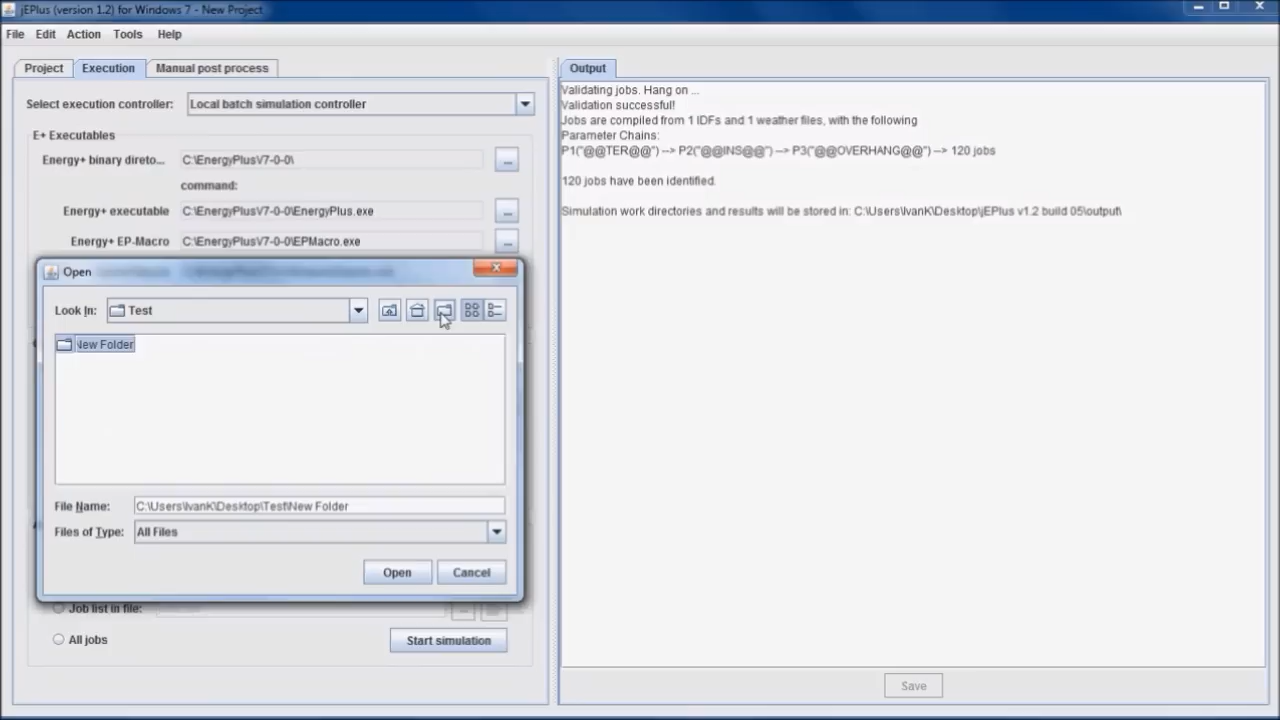 jEPlus (version 1.2) for Windows 7 - New Project
File Edit Action Tools Help
Project Execution Manual post process
Select execution controller: Local batch simulation controller
E+ Executables
Energy+ binary direto... C:\EnergyPlusV7-0-0\ ...
command:
Energy+ executable C:\EnergyPlusV7-0-0\EnergyPlus.exe ...
Energy+ EP-Macro C:\EnergyPlusV7-0-0\EPMacro.exe ...
Open
Look In: Test
New Folder
File Name: C:\Users\IvanK\Desktop\Test\New Folder
Files of Type: All Files
Open Cancel
Job list in file: ...
All jobs Start simulation
Output
Validating jobs. Hang on ...
Validation successful!
Jobs are compiled from 1 IDFs and 1 weather files, with the following
Parameter Chains:
P1("@@TER@@") --> P2("@@INS@@") --> P3("@@OVERHANG@@") --> 120 jobs
120 jobs have been identified.
Simulation work directories and results will be stored in: C:\Users\IvanK\Desktop\jEPlus v1.2 build 05\output\
Save